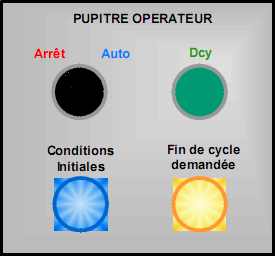 PUPITRE OPERATEUR
Arrêt Auto Dcy
Conditions Initiales
Fin de cycle demandée